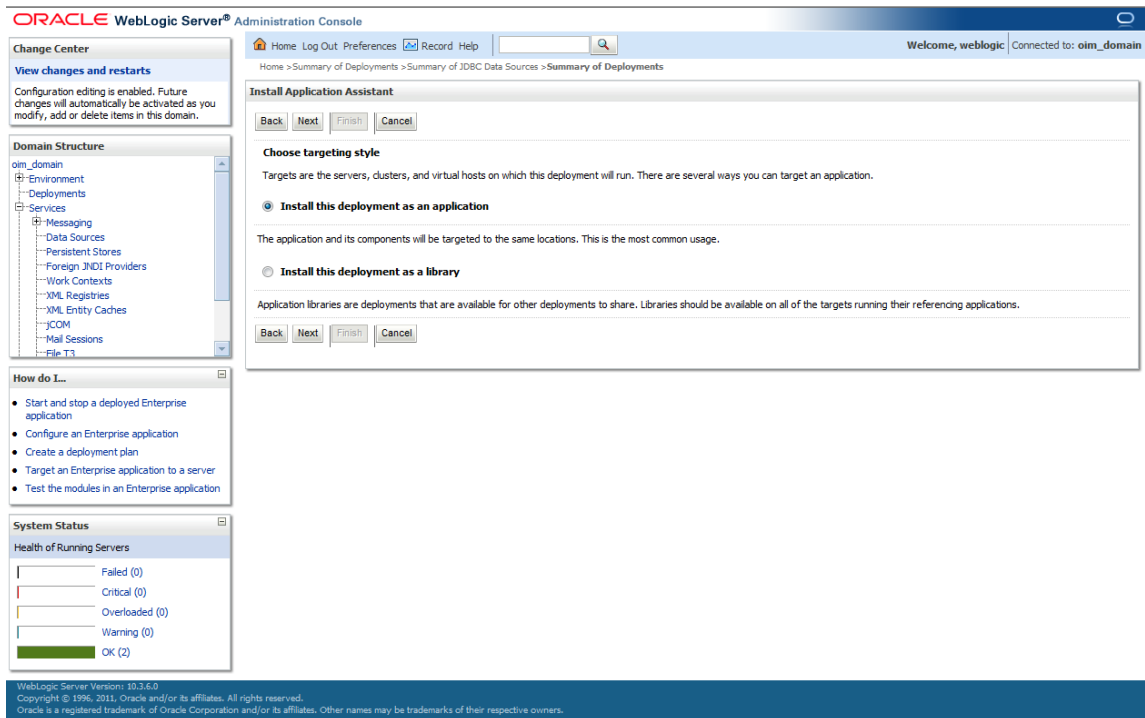 ORACLE WebLogic Server® Administration Console
Change Center
View changes and restarts
Configuration editing is enabled. Future
changes will automatically be activated as you
modify, add or delete items in this domain.
Domain Structure
oim_domain
Environment
Deployments
Services
Messaging
Data Sources
Persistent Stores
Foreign JNDI Providers
Work Contexts
XML Registries
XML Entity Caches
jCOM
Mail Sessions
File T3
How do I...
Start and stop a deployed Enterprise
application
Configure an Enterprise application
Create a deployment plan
Target an Enterprise application to a server
Test the modules in an Enterprise application
System Status
Health of Running Servers
Failed (0)
Critical (0)
Overloaded (0)
Warning (0)
OK (2)
Home Log Out Preferences Record Help
Welcome, weblogic Connected to: oim_domain
Home >Summary of Deployments >Summary of JDBC Data Sources >Summary of Deployments
Install Application Assistant
Back Next Finish Cancel
Choose targeting style
Targets are the servers, clusters, and virtual hosts on which this deployment will run. There are several ways you can target an application.
Install this deployment as an application
The application and its components will be targeted to the same locations. This is the most common usage.
Install this deployment as a library
Application libraries are deployments that are available for other deployments to share. Libraries should be available on all of the targets running their referencing applications.
Back Next Finish Cancel
WebLogic Server Version: 10.3.6.0
Copyright © 1996, 2011, Oracle and/or its affiliates. All rights reserved.
Oracle is a registered trademark of Oracle Corporation and/or its affiliates. Other names may be trademarks of their respective owners.